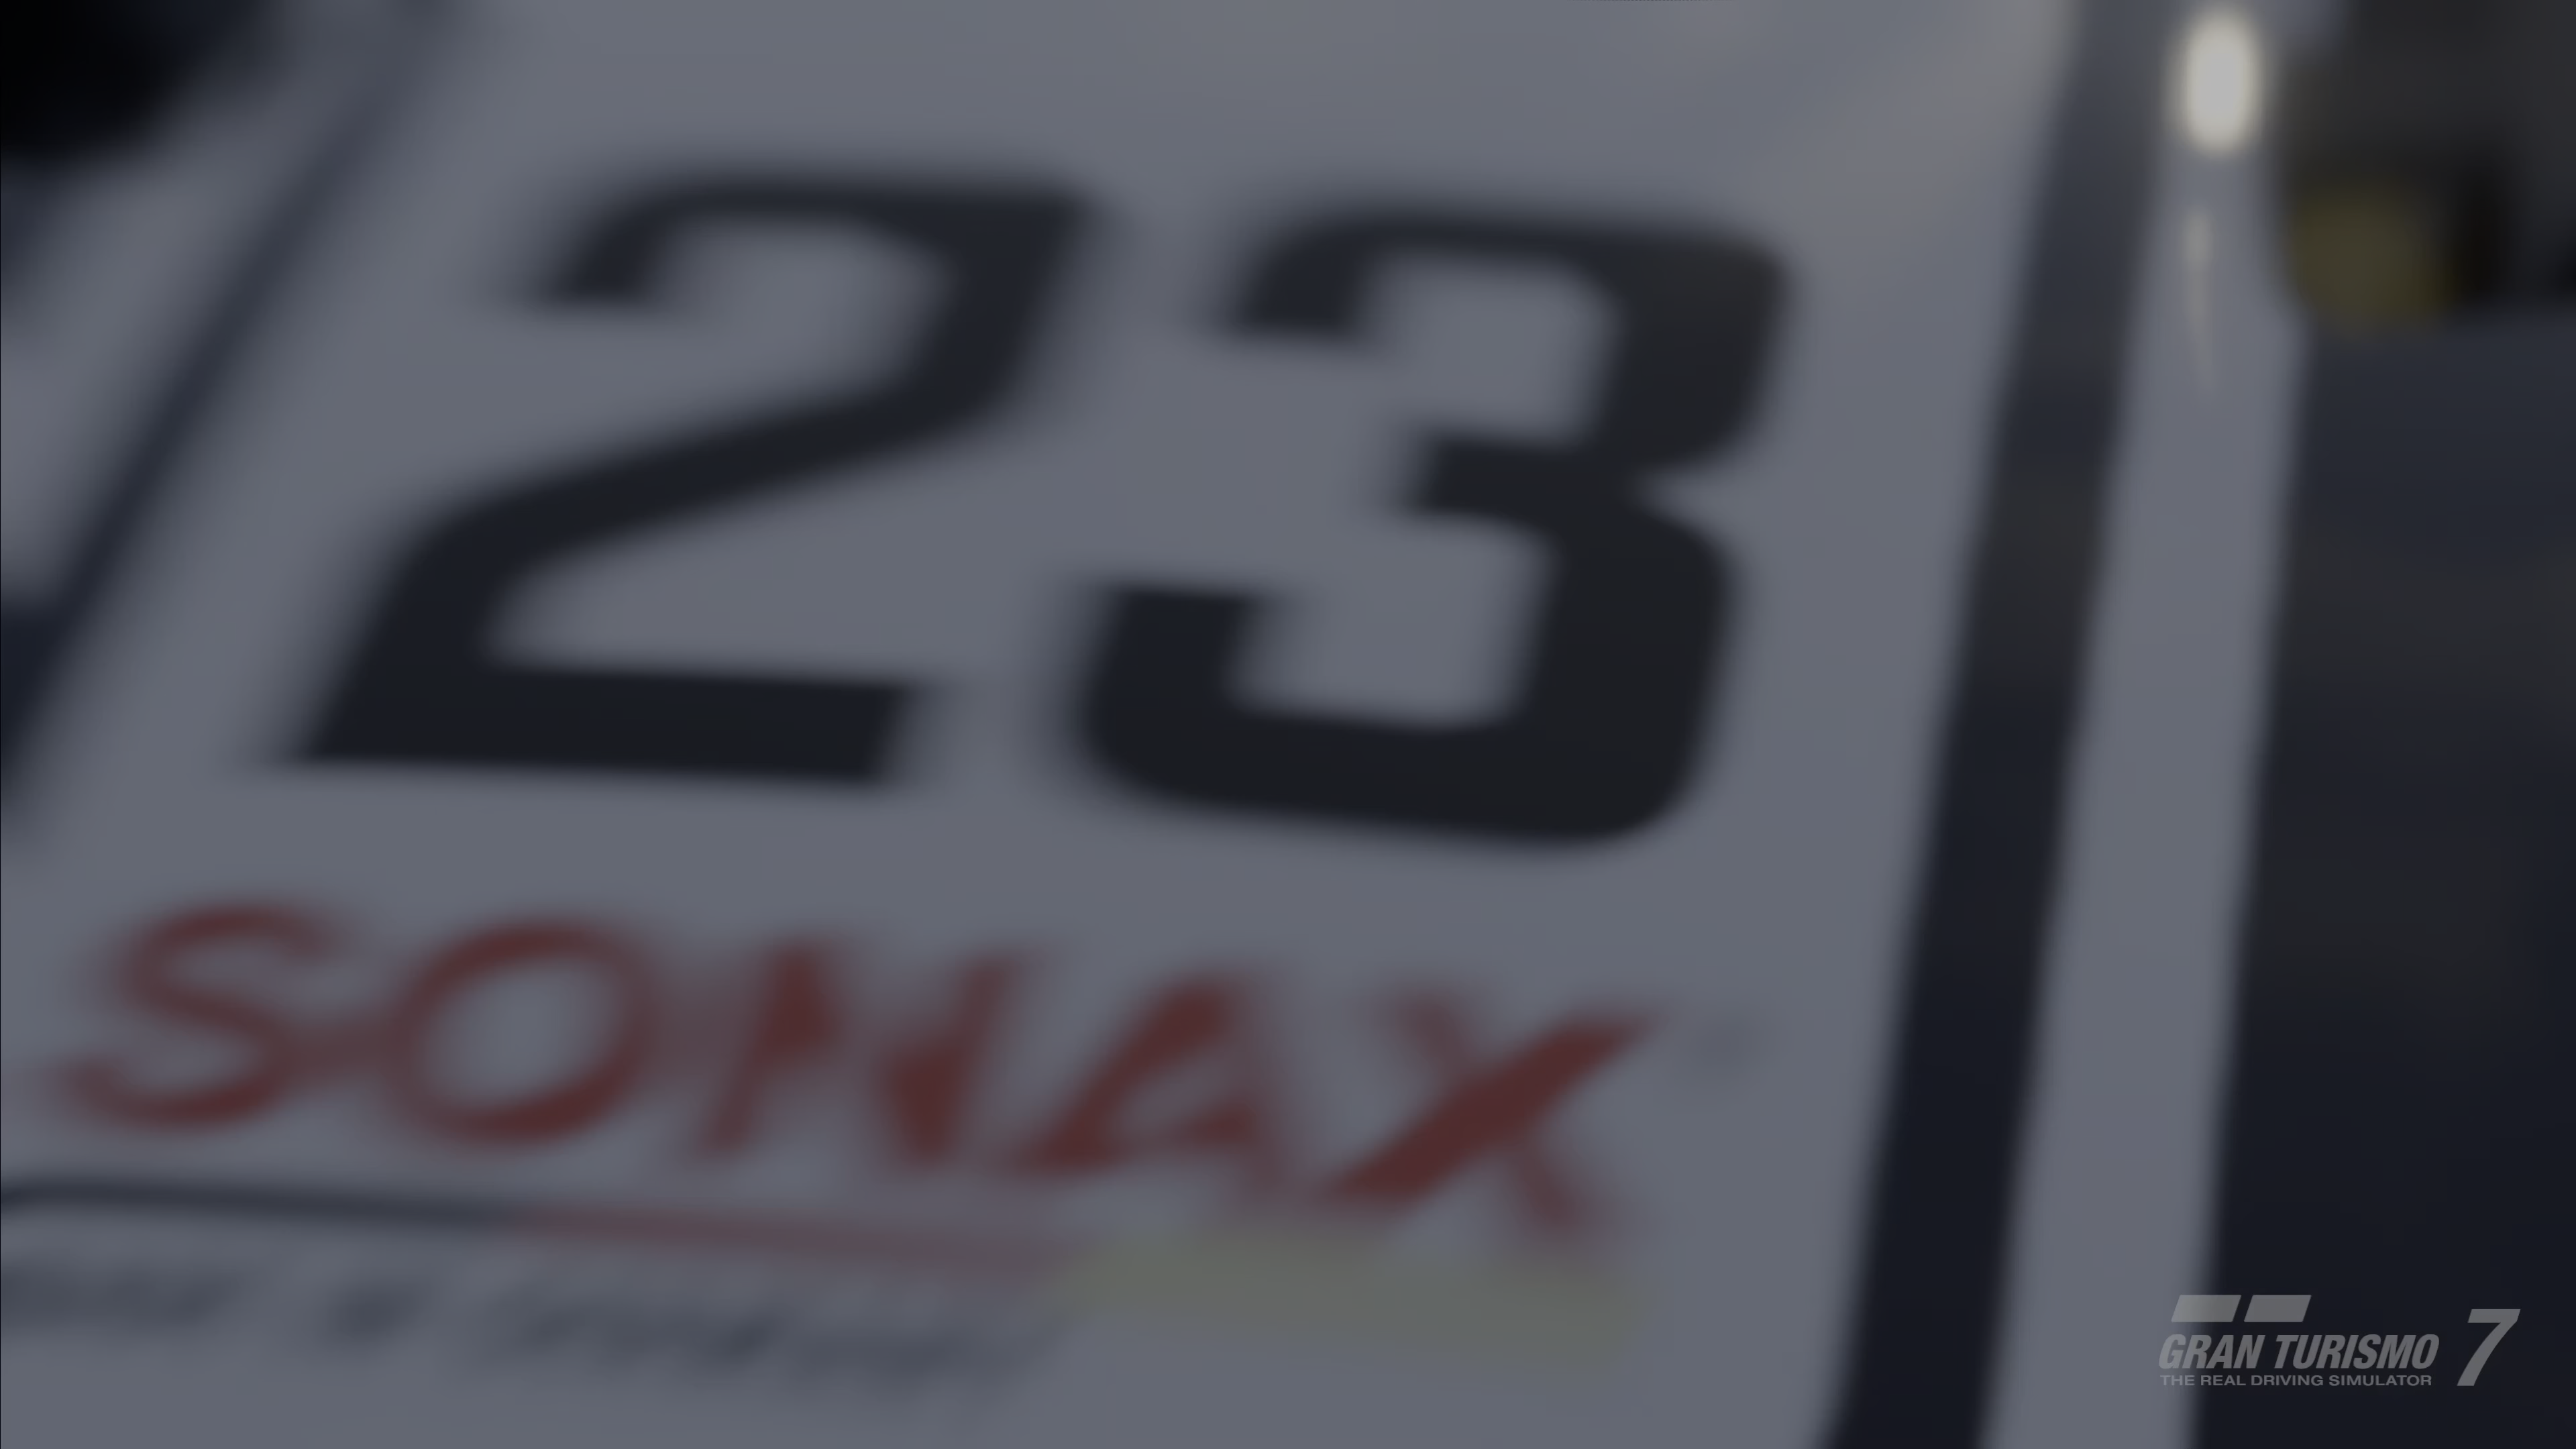 23
SONAX
GRAN TURISMO 7
THE REAL DRIVING SIMULATOR